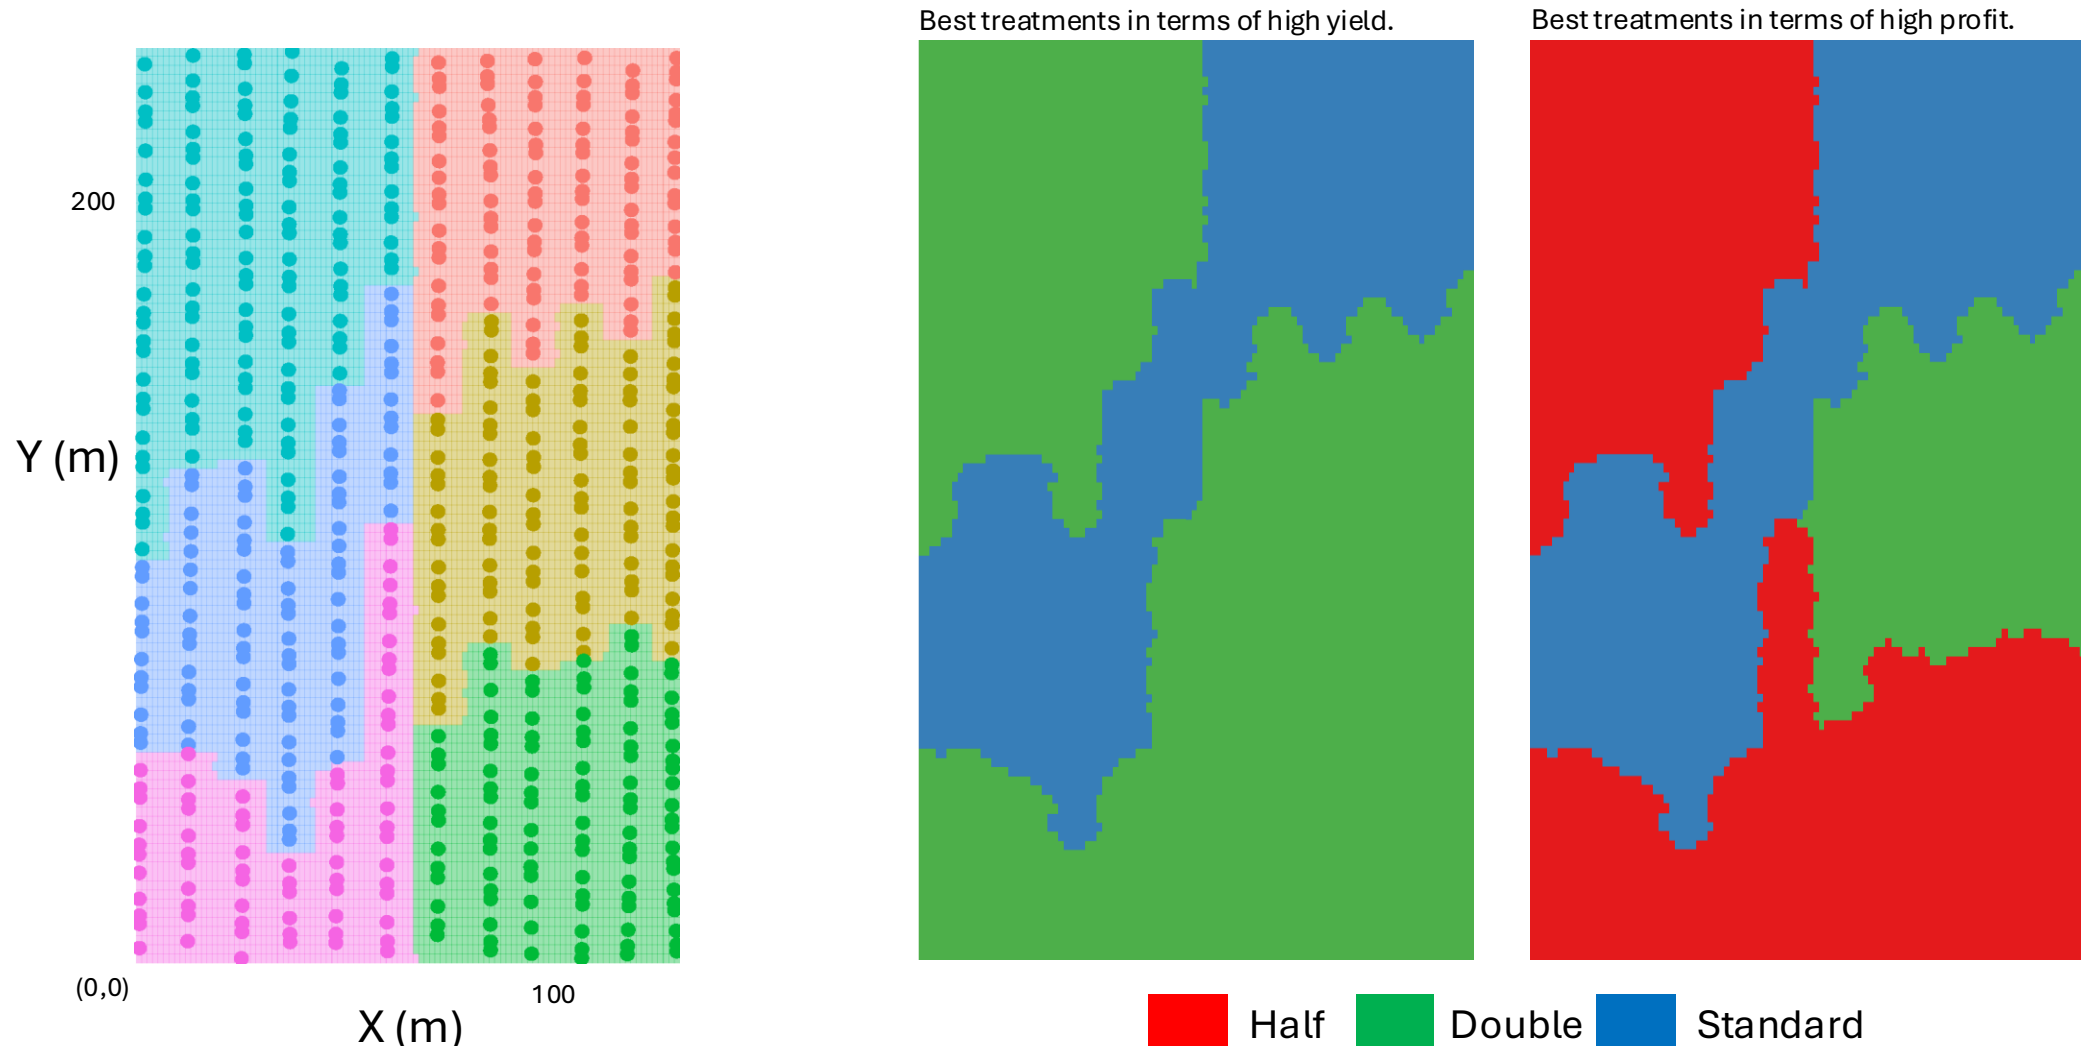 Best treatments in terms of high yield.
Best treatments in terms of high profit.
200
Y (m)
(0,0)
100
X (m)
Half
Double
Standard